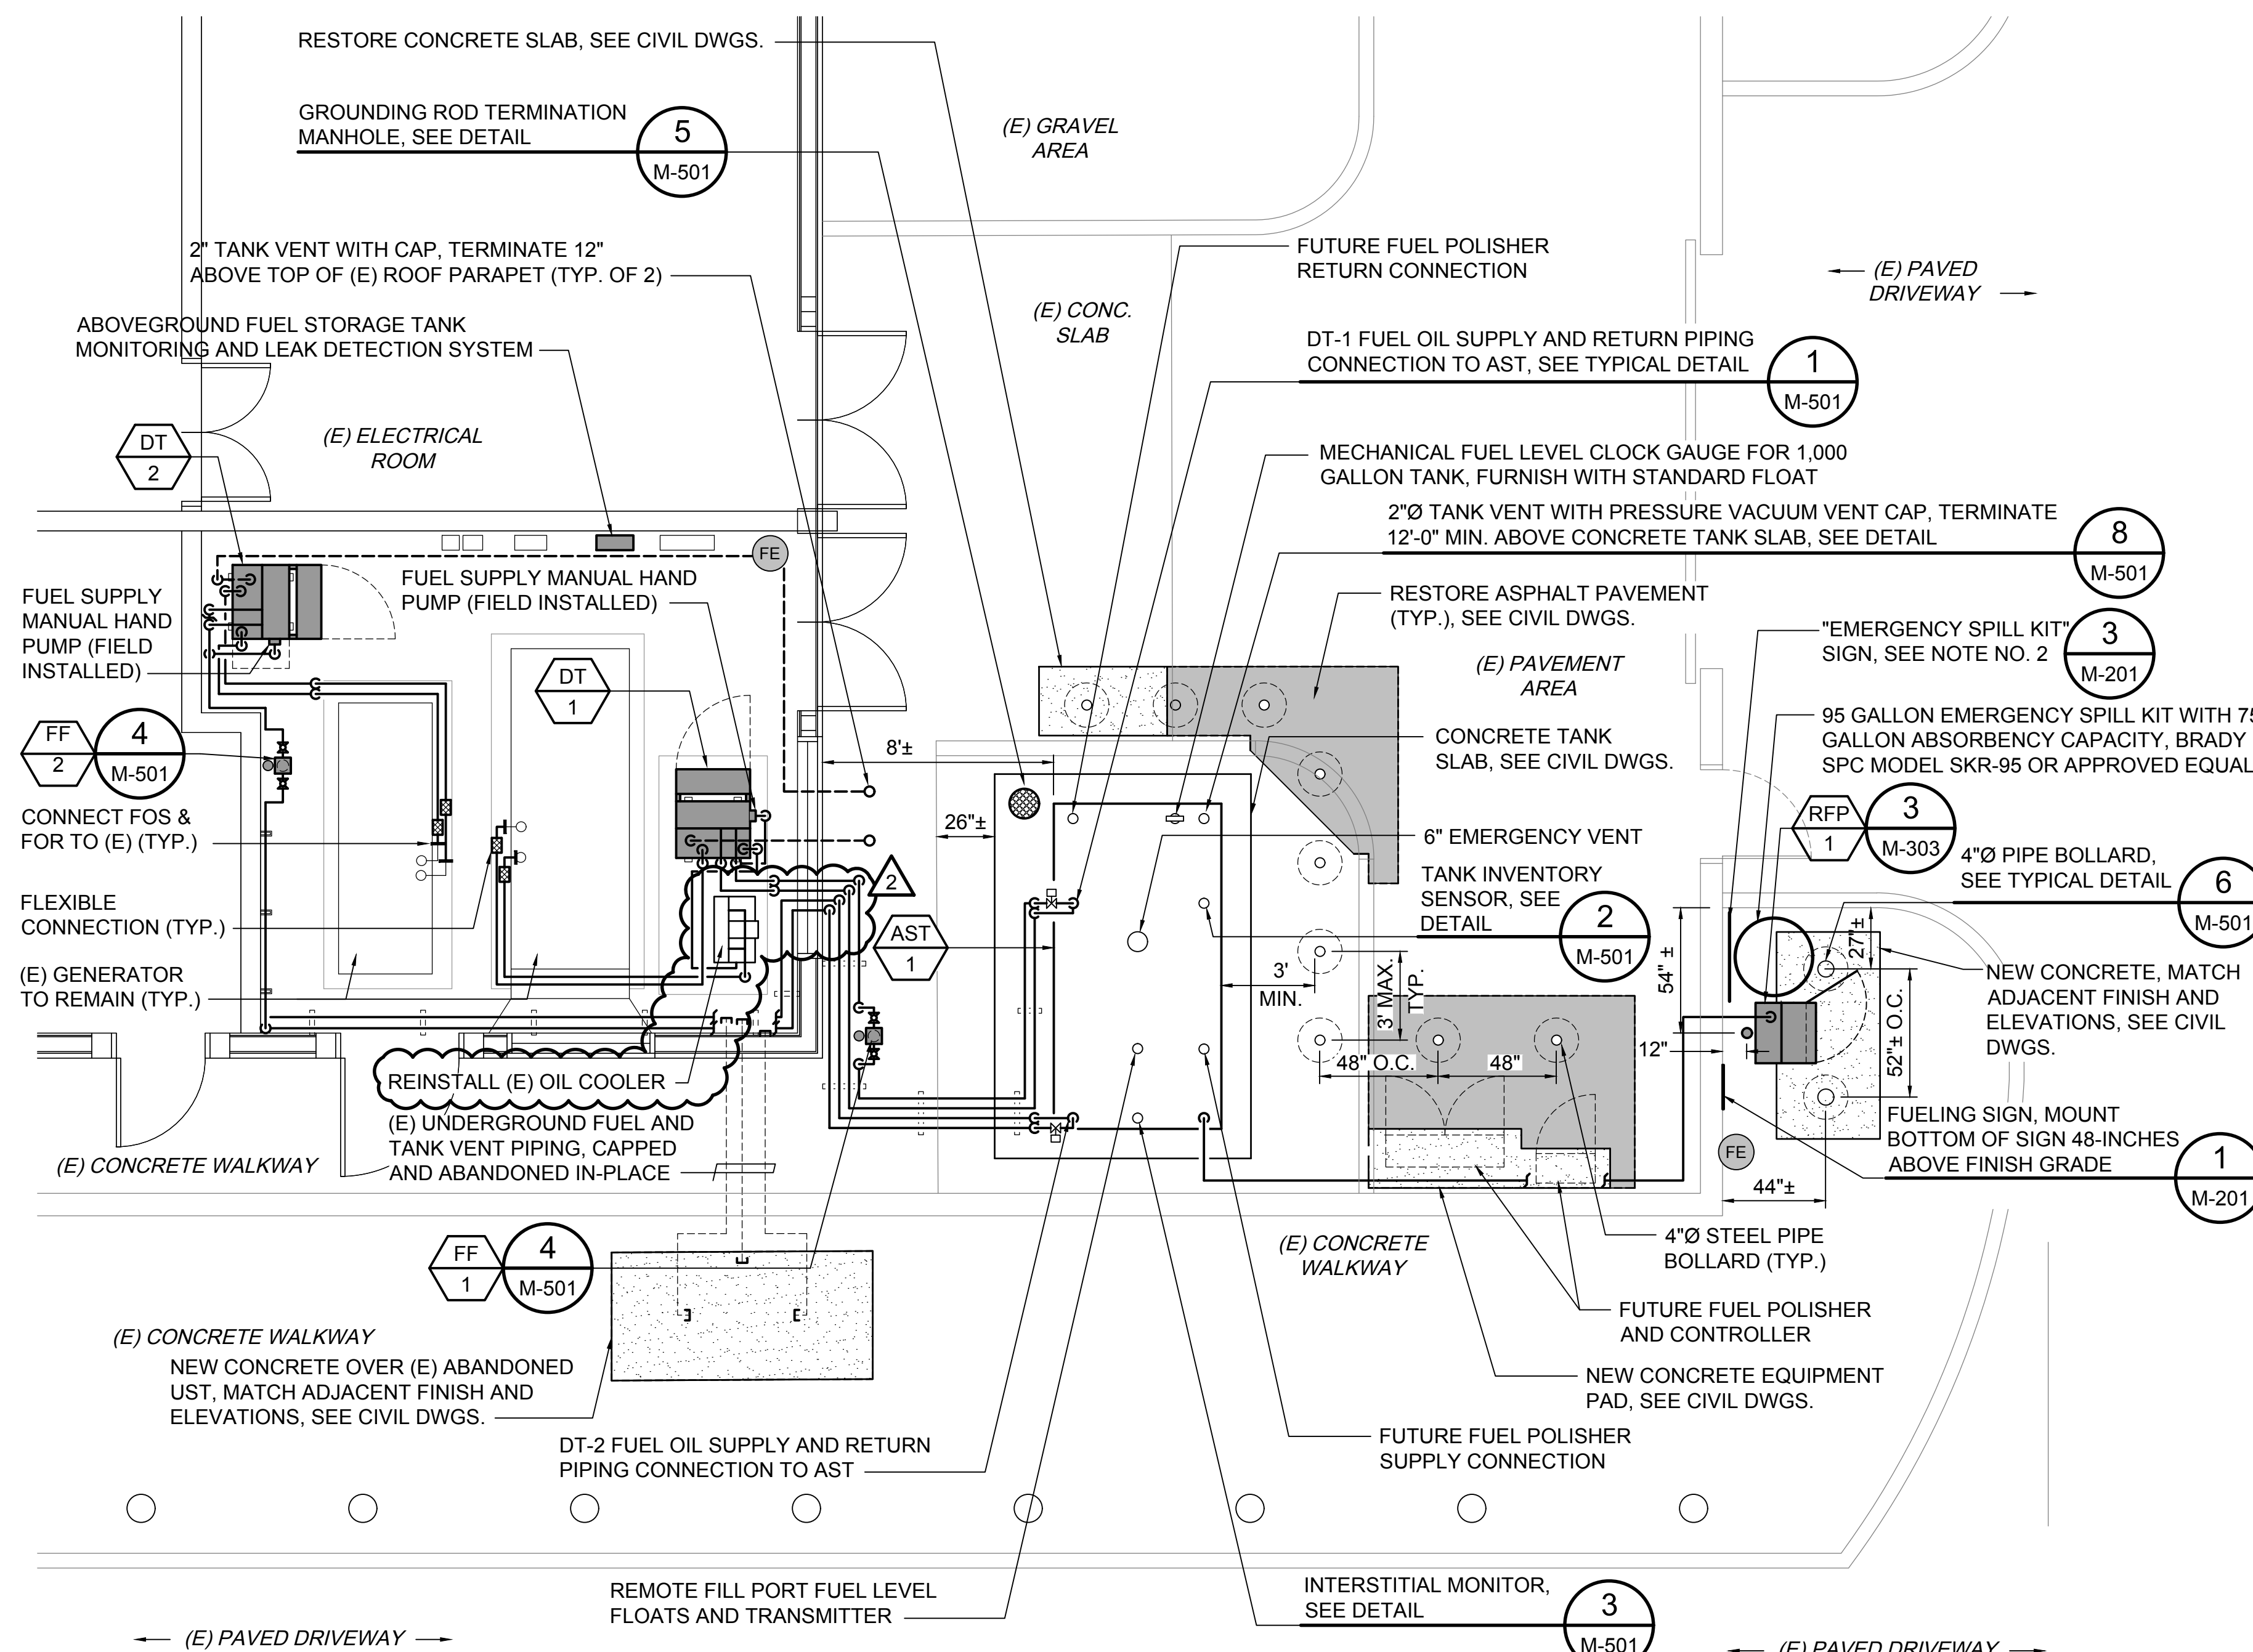 RESTORE CONCRETE SLAB, SEE CIVIL DWGS.
GROUNDING ROD TERMINATION
MANHOLE, SEE DETAIL
5
M-501
(E) GRAVEL
AREA
2" TANK VENT WITH CAP, TERMINATE 12"
ABOVE TOP OF (E) ROOF PARAPET (TYP. OF 2)
FUTURE FUEL POLISHER
RETURN CONNECTION
(E) PAVED
DRIVEWAY
ABOVEGROUND FUEL STORAGE TANK
MONITORING AND LEAK DETECTION SYSTEM
(E) CONC.
SLAB
DT-1 FUEL OIL SUPPLY AND RETURN PIPING
CONNECTION TO AST, SEE TYPICAL DETAIL
1
M-501
DT
2
(E) ELECTRICAL
ROOM
MECHANICAL FUEL LEVEL CLOCK GAUGE FOR 1,000
GALLON TANK, FURNISH WITH STANDARD FLOAT
2"Ø TANK VENT WITH PRESSURE VACUUM VENT CAP, TERMINATE
12'-0" MIN. ABOVE CONCRETE TANK SLAB, SEE DETAIL
8
M-501
FE
FUEL SUPPLY
MANUAL HAND
PUMP (FIELD
INSTALLED)
FUEL SUPPLY MANUAL HAND
PUMP (FIELD INSTALLED)
RESTORE ASPHALT PAVEMENT
(TYP.), SEE CIVIL DWGS.
"EMERGENCY SPILL KIT"
SIGN, SEE NOTE NO. 2
3
M-201
(E) PAVEMENT
AREA
DT
1
FF
2
4
M-501
8'±
CONCRETE TANK
SLAB, SEE CIVIL DWGS.
95 GALLON EMERGENCY SPILL KIT WITH 75
GALLON ABSORBENCY CAPACITY, BRADY
SPC MODEL SKR-95 OR APPROVED EQUAL
CONNECT FOS &
FOR TO (E) (TYP.)
26"±
6" EMERGENCY VENT
RFP
1
3
M-303
4"Ø PIPE BOLLARD,
SEE TYPICAL DETAIL
6
M-501
2
TANK INVENTORY
SENSOR, SEE
DETAIL
2
M-501
FLEXIBLE
CONNECTION (TYP.)
AST
1
54" ±
27"±
(E) GENERATOR
TO REMAIN (TYP.)
3'
MIN.
3' MAX.
TYP.
NEW CONCRETE, MATCH
ADJACENT FINISH AND
ELEVATIONS, SEE CIVIL
DWGS.
12"
52"± O.C.
48" O.C.
48"
REINSTALL (E) OIL COOLER
(E) UNDERGROUND FUEL AND
TANK VENT PIPING, CAPPED
AND ABANDONED IN-PLACE
(E) CONCRETE WALKWAY
FE
FUELING SIGN, MOUNT
BOTTOM OF SIGN 48-INCHES
ABOVE FINISH GRADE
1
M-201
44"±
FF
1
4
M-501
(E) CONCRETE
WALKWAY
4"Ø STEEL PIPE
BOLLARD (TYP.)
FUTURE FUEL POLISHER
AND CONTROLLER
(E) CONCRETE WALKWAY
NEW CONCRETE OVER (E) ABANDONED
UST, MATCH ADJACENT FINISH AND
ELEVATIONS, SEE CIVIL DWGS.
NEW CONCRETE EQUIPMENT
PAD, SEE CIVIL DWGS.
DT-2 FUEL OIL SUPPLY AND RETURN
PIPING CONNECTION TO AST
FUTURE FUEL POLISHER
SUPPLY CONNECTION
REMOTE FILL PORT FUEL LEVEL
FLOATS AND TRANSMITTER
INTERSTITIAL MONITOR,
SEE DETAIL
3
M-501
(E) PAVED DRIVEWAY
(E) PAVED DRIVEWAY